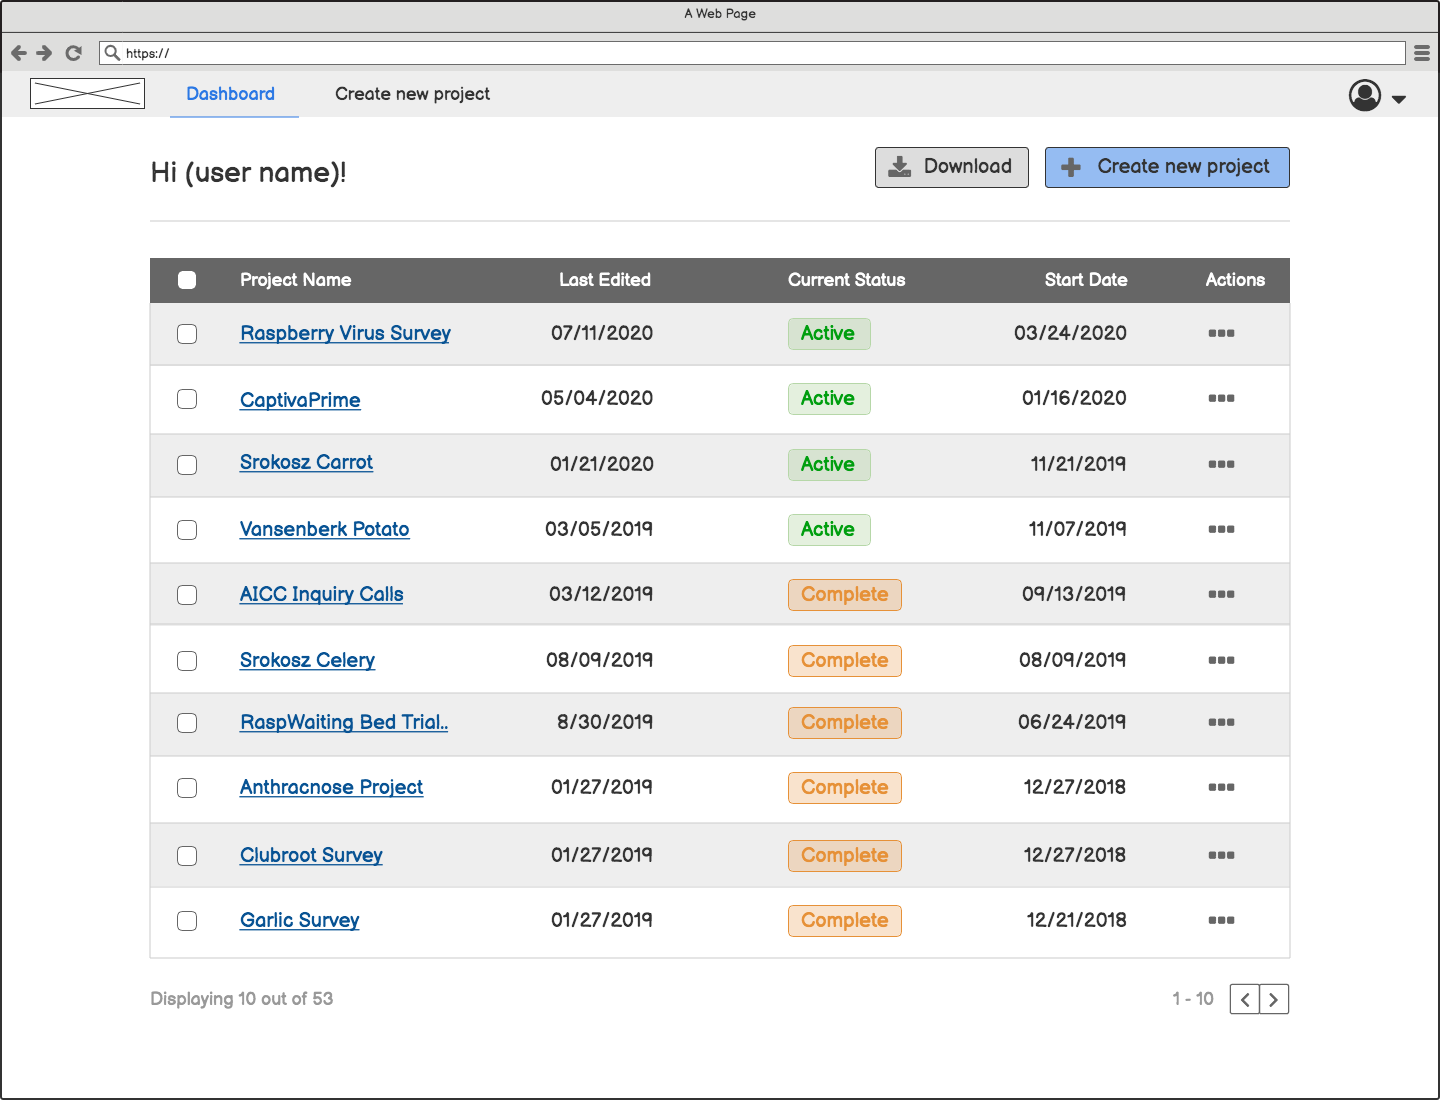 A Web Page
https://
Dashboard Create new project
Hi (user name)! Download Create new project
Project Name Last Edited Current Status Start Date Actions
Raspberry Virus Survey 07/11/2020 Active 03/24/2020
CaptivaPrime 05/04/2020 Active 01/16/2020
Srokosz Carrot 01/21/2020 Active 11/21/2019
Vansenberk Potato 03/05/2019 Active 11/07/2019
AICC Inquiry Calls 03/12/2019 Complete 09/13/2019
Srokosz Celery 08/09/2019 Complete 08/09/2019
RaspWaiting Bed Trial.. 8/30/2019 Complete 06/24/2019
Anthracnose Project 01/27/2019 Complete 12/27/2018
Clubroot Survey 01/27/2019 Complete 12/27/2018
Garlic Survey 01/27/2019 Complete 12/21/2018
Displaying 10 out of 53 1 - 10